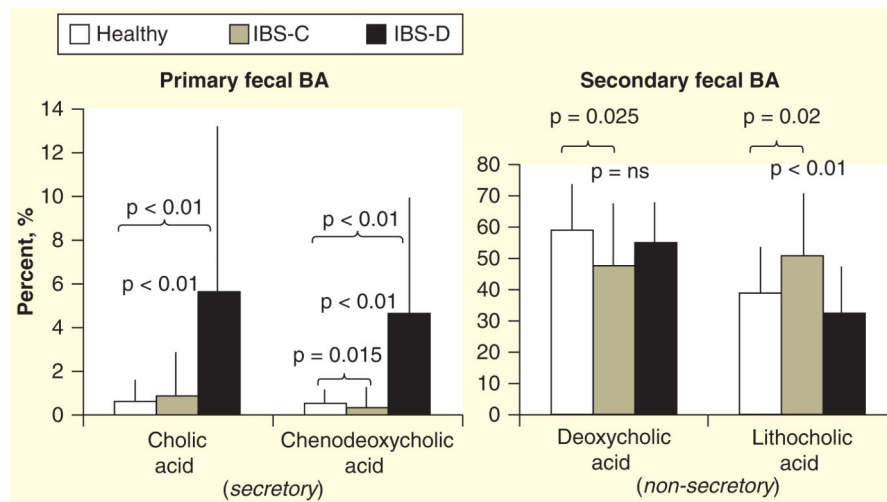 Healthy IBS-C IBS-D
Primary fecal BA
Percent, %
14
12
10
8
6
4
2
0
p < 0.01
p < 0.01
p < 0.01
p < 0.01
p = 0.015
Cholic
acid
Chenodeoxycholic
acid
(secretory)
Secondary fecal BA
p = 0.025
p = 0.02
p = ns
p < 0.01
80
70
60
50
40
30
20
10
0
Deoxycholic
acid
Lithocholic
acid
(non-secretory)